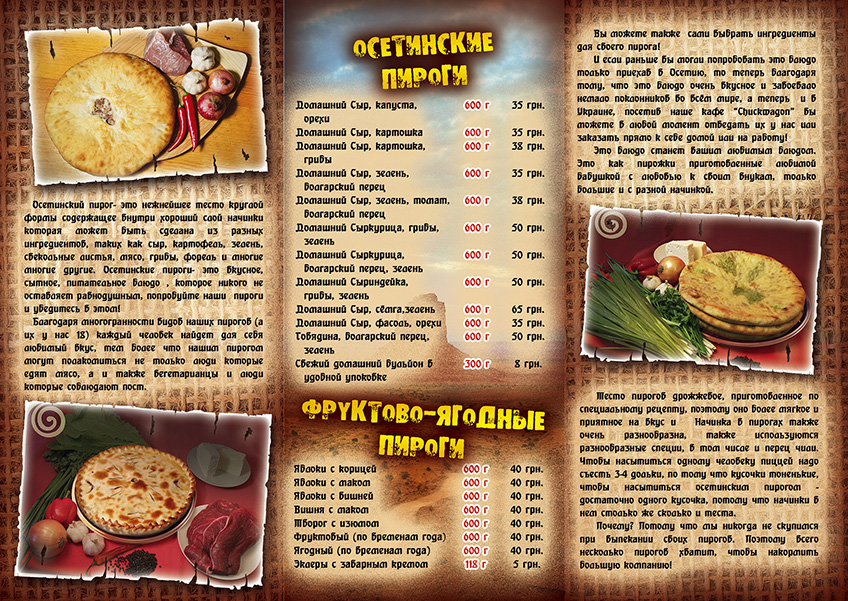 Осетинский пирог- это нежнейшее тесто круглой
формы содержащее внутри хороший слой начинки
которая может быть сделана из разных
ингредиентов, таких как сыр, картофель, зелень,
свекольные листья, мясо, грибы, форель и многие
многие другие. Осетинские пироги- это вкусное,
сытное, питательное блюдо , которое никого не
оставляет равнодушным, попробуйте наши пироги
и убедитесь в этом!
Благодаря многогранности видов наших пирогов (а
их у нас 18) каждый человек найдет для себя
любимый вкус, тем более что нашим пирогам
могут полакомиться не только люди которые
едят мясо, а и также вегетарианцы и люди
которые соблюдают пост.
ОСЕТИНСКИЕ
ПИРОГИ
Домашний Сыр, капуста, 600 г 35 грн.
орехи
Домашний Сыр, картошка 600 г 35 грн.
Домашний Сыр, картошка, 600 г 38 грн.
грибы
Домашний Сыр, зелень, 600 г 35 грн.
Болгарский перец
Домашний Сыр, зелень, томат, 600 г 38 грн.
Болгарский перец
Домашний Сыркурица, грибы, 600 г 50 грн.
зелень
Домашний Сыркурица, 600 г 50 грн.
Болгарский перец, зелень
Домашний Сыриндейка, 600 г 50 грн.
грибы, зелень
Домашний Сыр, сёмга,зелень 600 г 65 грн.
Домашний Сыр, фасоль, орехи 600 г 35 грн.
Говядина, Болгарский перец, 600 г 50 грн.
зелень
Свежий домашний Бульйон в 300 г 8 грн.
удобной упоковке
ФРУКТОВО-ЯГОДНЫЕ
ПИРОГИ
Яблоки с корицей 600 г 40 грн.
Яблоки с маком 600 г 40 грн.
Яблоки с вишней 600 г 40 грн.
Вишня с маком 600 г 40 грн.
Творог с изюмом 600 г 40 грн.
Фруктовый (по временам года) 600 г 40 грн.
Ягодный (по временам года) 600 г 40 грн.
Эклеры с заварным кремом 118 г 5 грн.
Вы можете также сами выбрать ингредиенты
для своего пирога!
И если раньше вы могли попробовать это блюдо
только приехав в Осетию, то теперь благодаря
тому, что это блюдо очень вкусное и завоевало
немало поклонников во всём мире, а теперь и в
Украине, посетив наше кафе "Chuckwagon" вы
можете в любой момент отведать их у нас или
заказать прямо к себе домой или на работу!
Это блюдо станет вашим любимым блюдом.
Это как пирожки приготовленные любимой
бабушкой с любовью к своим внукам, только
большие и с разной начинкой.
Тесто пирогов дрожжевое, приготовленное по
специальному рецепту, поэтому оно более мягкое и
приятное на вкус и Начинка в пирогах также
очень разнообразна, также используются
разнообразные специи, в том числе и перец чили.
Чтобы насытиться одному человеку пиццей надо
съесть 3-4 дольки, по тому что кусочки тоненькие,
чтобы насытиться осетинским пирогом -
достаточно одного кусочка, потому что начинки в
нем столько же сколько и теста.
Почему? Потому что мы никогда не скупимся
при выпекании своих пирогов. Поэтому всего
несколько пирогов хватит, чтобы накормить
большую компанию!